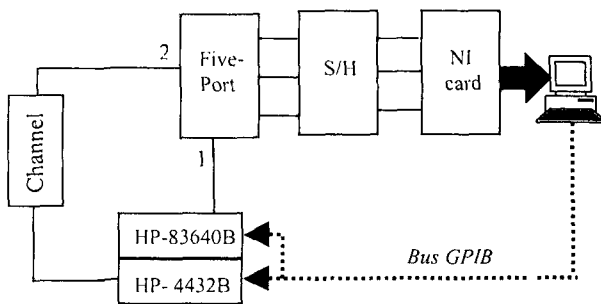 2
Five-
Port
S/H
NI
card
Channel
1
HP-83640B
HP- 4432B
Bus GPIB